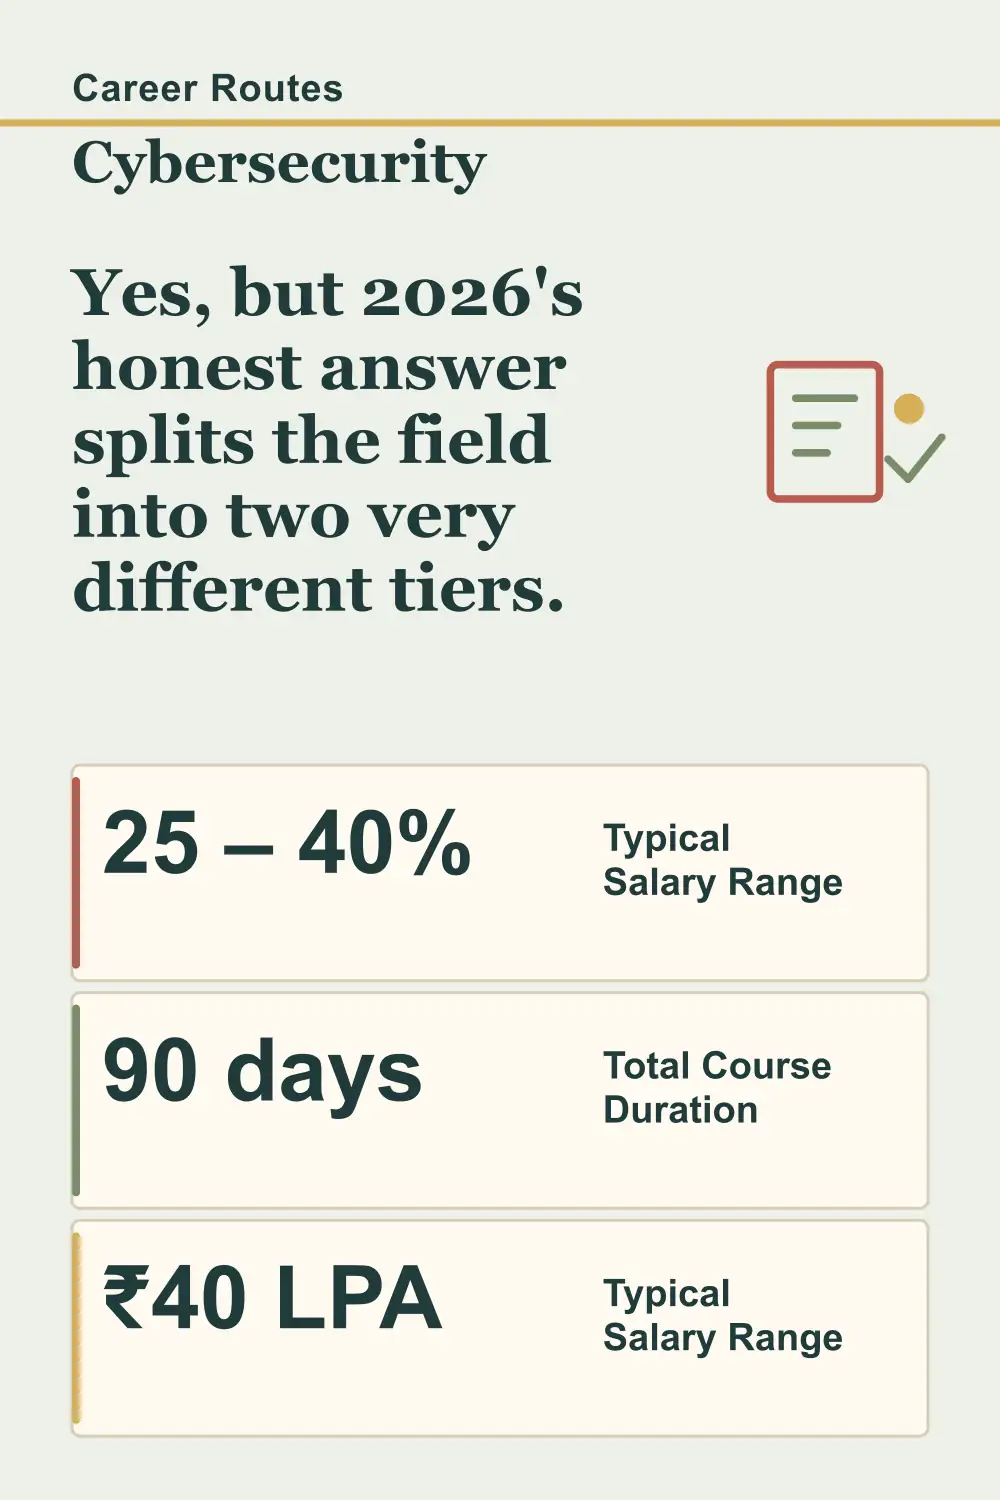 Career Routes
Cybersecurity
Yes, but 2026's
honest answer
splits the field
into two very
different tiers.
25 – 40%
Typical
Salary Range
90 days
Total Course
Duration
₹40 LPA
Typical
Salary Range